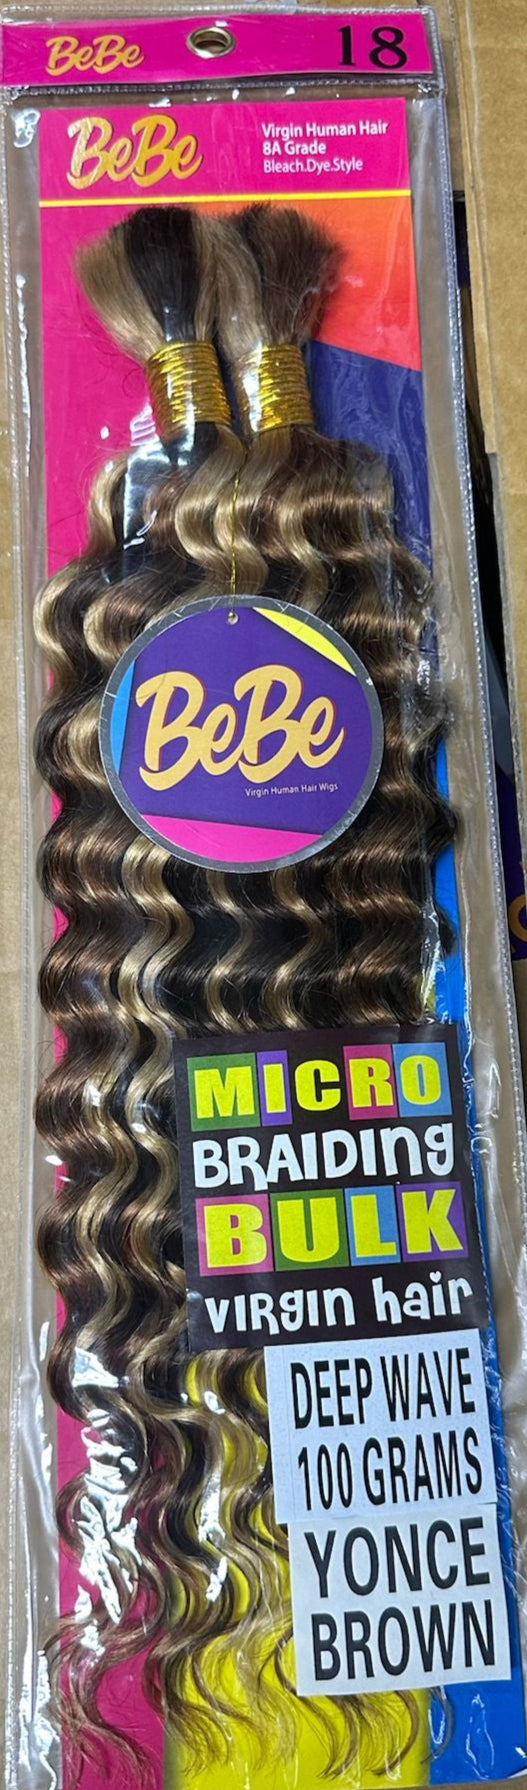 BeBe
18
BeBe
Virgin Human Hair
8A Grade
Bleach.Dye.Style
BeBe
Virgin Human Hair Wigs
MICRO
BRAIDING
BULK
VIRGIN hair
DEEP WAVE
100 GRAMS
YONCE
BROWN